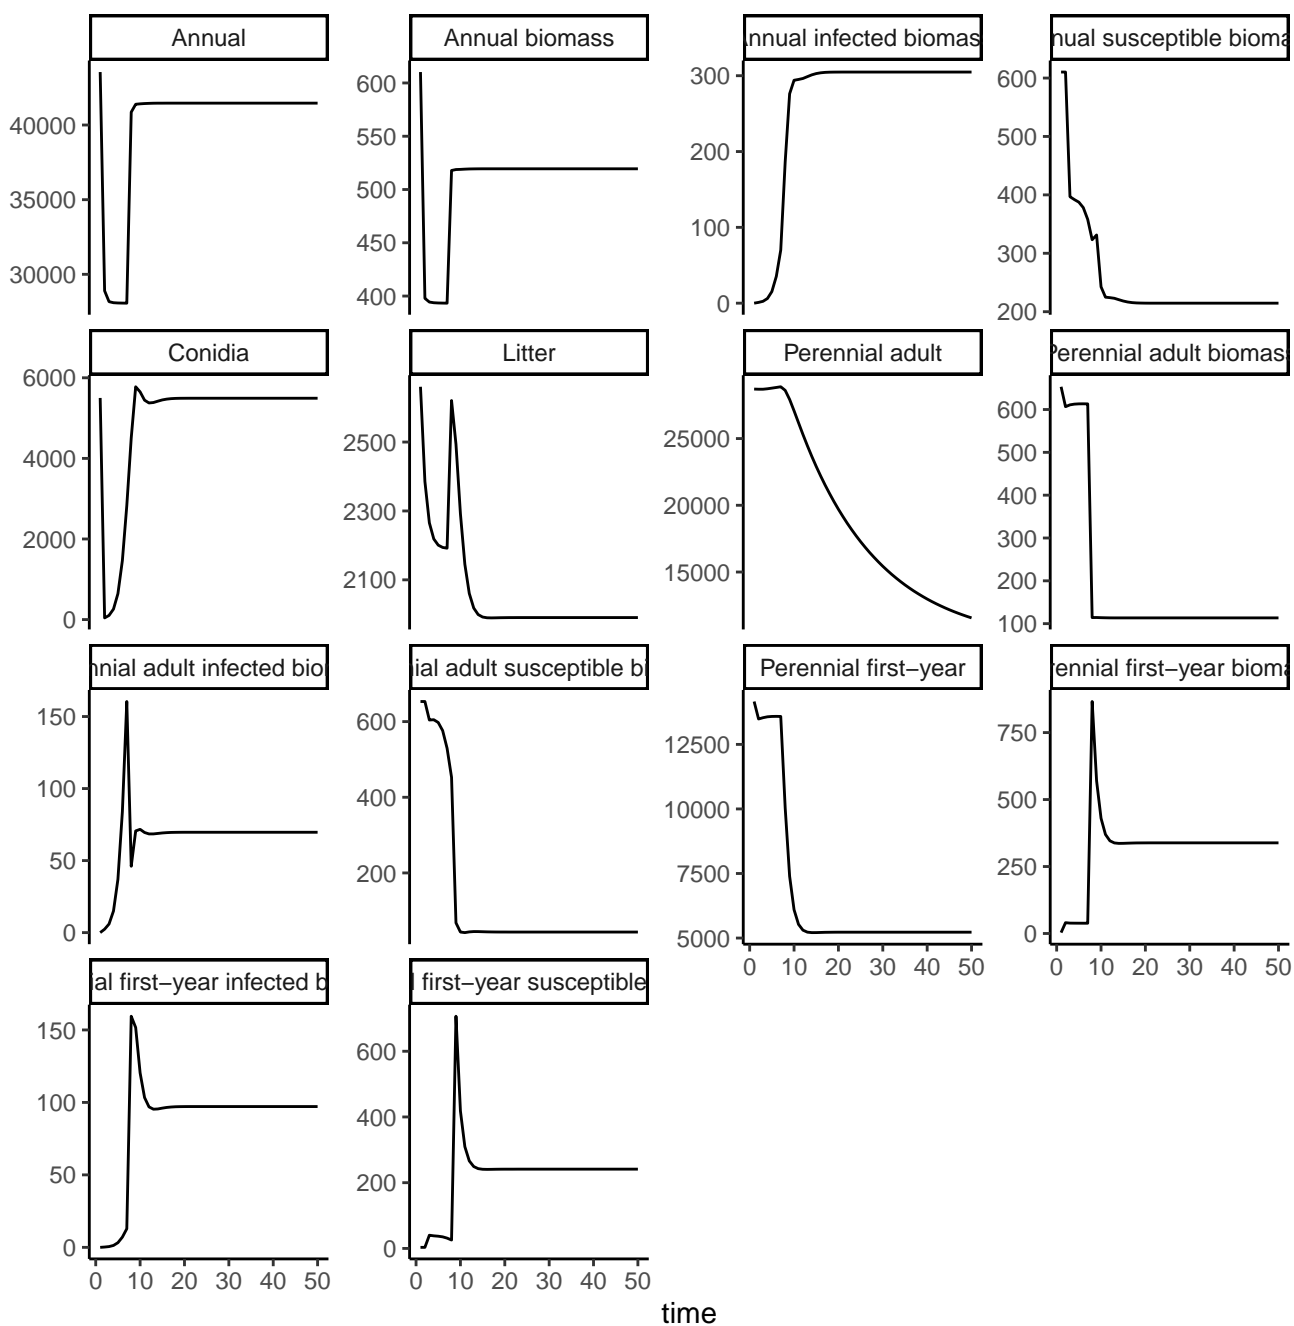 Annual
Annual biomass
nnual infected biomas
nual susceptible bioma
40000
35000
30000
600
550
500
450
400
300
200
100
0
600
500
400
300
200
Conidia
Litter
Perennial adult
Perennial adult biomass
6000
4000
2000
0
2500
2300
2100
25000
20000
15000
600
500
400
300
200
100
nnial adult infected bio
ial adult susceptible bi
Perennial first−year
rennial first−year bioma
150
100
50
0
600
400
200
12500
10000
7500
5000
750
500
250
0
0 10 20 30 40 50
0 10 20 30 40 50
ial first−year infected b
l first−year susceptible
150
100
50
0
600
400
200
0
0 10 20 30 40 50
0 10 20 30 40 50
time